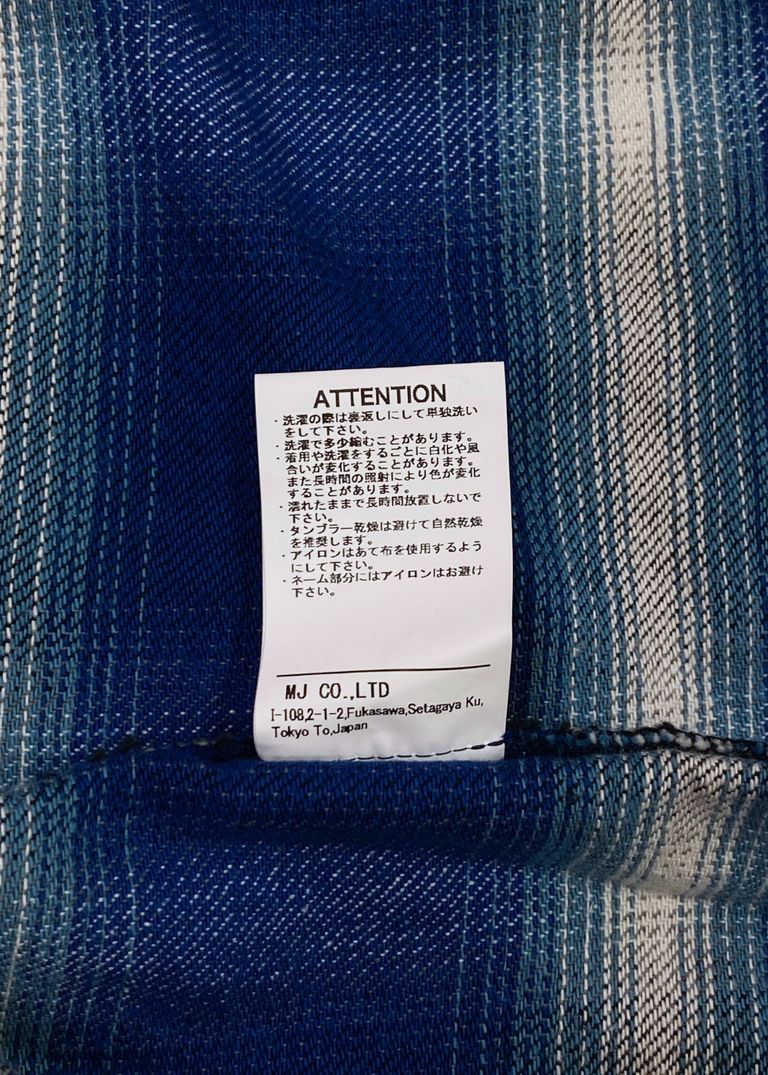 ATTENTION
・洗濯の際は裏返しにして単独洗い
をして下さい。
・洗濯で多少縮むことがあります。
・着用や洗濯をするごとに白化や風
合いが変化することがあります。
また長時間の照射により色が変化
することがあります。
・濡れたままで長時間放置しないで
下さい。
・タンブラー乾燥は避けて自然乾燥
を推奨します。
・アイロンはあて布を使用するよう
にして下さい。
・ネーム部分にはアイロンはお避け
下さい。
MJ CO.,LTD
I-108,2-1-2,Fukasawa,Setagaya Ku,
Tokyo To,Japan